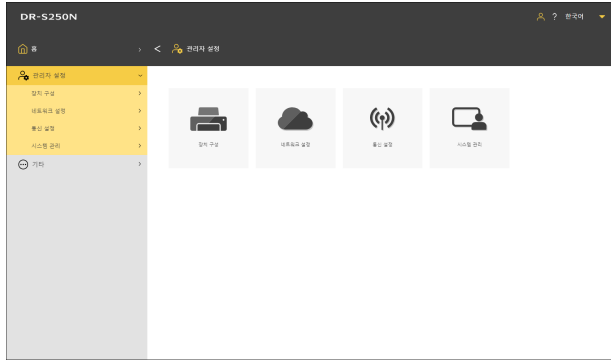 DR-S250N
? 한국어
홈
관리자 설정
관리자 설정
장치 구성
네트워크 설정
통신 설정
시스템 관리
기타
장치 구성
네트워크 설정
통신 설정
시스템 관리